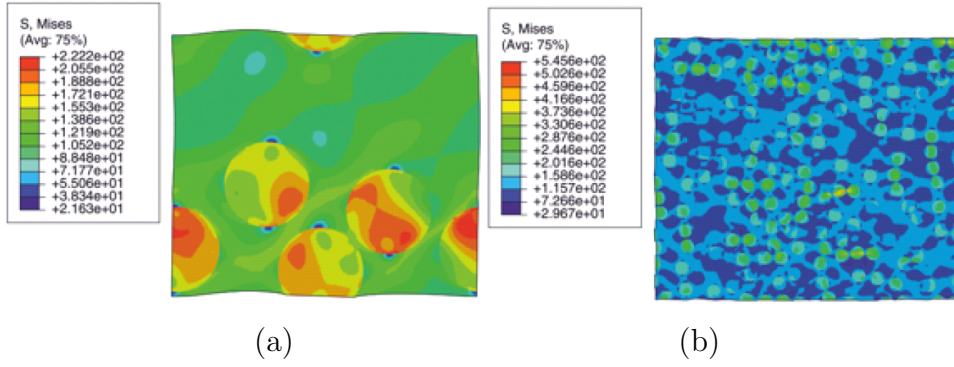 S, Mises
(Avg: 75%)
+2.222e+02
+2.055e+02
+1.888e+02
+1.721e+02
+1.553e+02
+1.386e+02
+1.219e+02
+1.052e+02
+8.848e+01
+7.177e+01
+5.506e+01
+3.834e+01
+2.163e+01
S, Mises
(Avg: 75%)
+5.456e+02
+5.026e+02
+4.596e+02
+4.166e+02
+3.736e+02
+3.306e+02
+2.876e+02
+2.446e+02
+2.016e+02
+1.586e+02
+1.157e+02
+7.266e+01
+2.967e+01
(a)
(b)